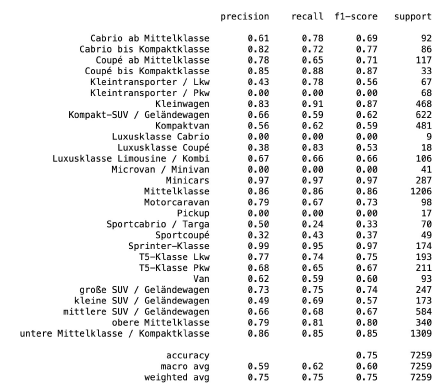 precision recall f1-score support
Cabrio ab Mittelklasse 0.61 0.78 0.69 92
Cabrio bis Kompaktklasse 0.82 0.72 0.77 86
Coupé ab Mittelklasse 0.78 0.65 0.71 117
Coupé bis Kompaktklasse 0.85 0.88 0.87 33
Kleintransporter / Lkw 0.43 0.78 0.56 67
Kleintransporter / Pkw 0.00 0.00 0.00 68
Kleinwagen 0.83 0.91 0.87 468
Kompakt-SUV / Geländewagen 0.66 0.59 0.62 622
Kompaktvan 0.56 0.62 0.59 481
Luxusklasse Cabrio 0.00 0.00 0.00 9
Luxusklasse Coupé 0.38 0.83 0.53 18
Luxusklasse Limousine / Kombi 0.67 0.66 0.66 106
Microvan / Minivan 0.00 0.00 0.00 41
Minicars 0.97 0.97 0.97 287
Mittelklasse 0.86 0.86 0.86 1206
Motorcaravan 0.79 0.67 0.73 98
Pickup 0.00 0.00 0.00 17
Sportcabrio / Targa 0.50 0.24 0.33 70
Sportcoupé 0.32 0.43 0.37 49
Sprinter-Klasse 0.99 0.95 0.97 174
T5-Klasse Lkw 0.77 0.74 0.75 193
T5-Klasse Pkw 0.68 0.65 0.67 211
Van 0.62 0.59 0.60 93
große SUV / Geländewagen 0.73 0.75 0.74 247
kleine SUV / Geländewagen 0.49 0.69 0.57 173
mittlere SUV / Geländewagen 0.66 0.68 0.67 584
obere Mittelklasse 0.79 0.81 0.80 340
untere Mittelklasse / Kompaktklasse 0.86 0.85 0.85 1309
accuracy 0.75 7259
macro avg 0.59 0.62 0.60 7259
weighted avg 0.75 0.75 0.75 7259